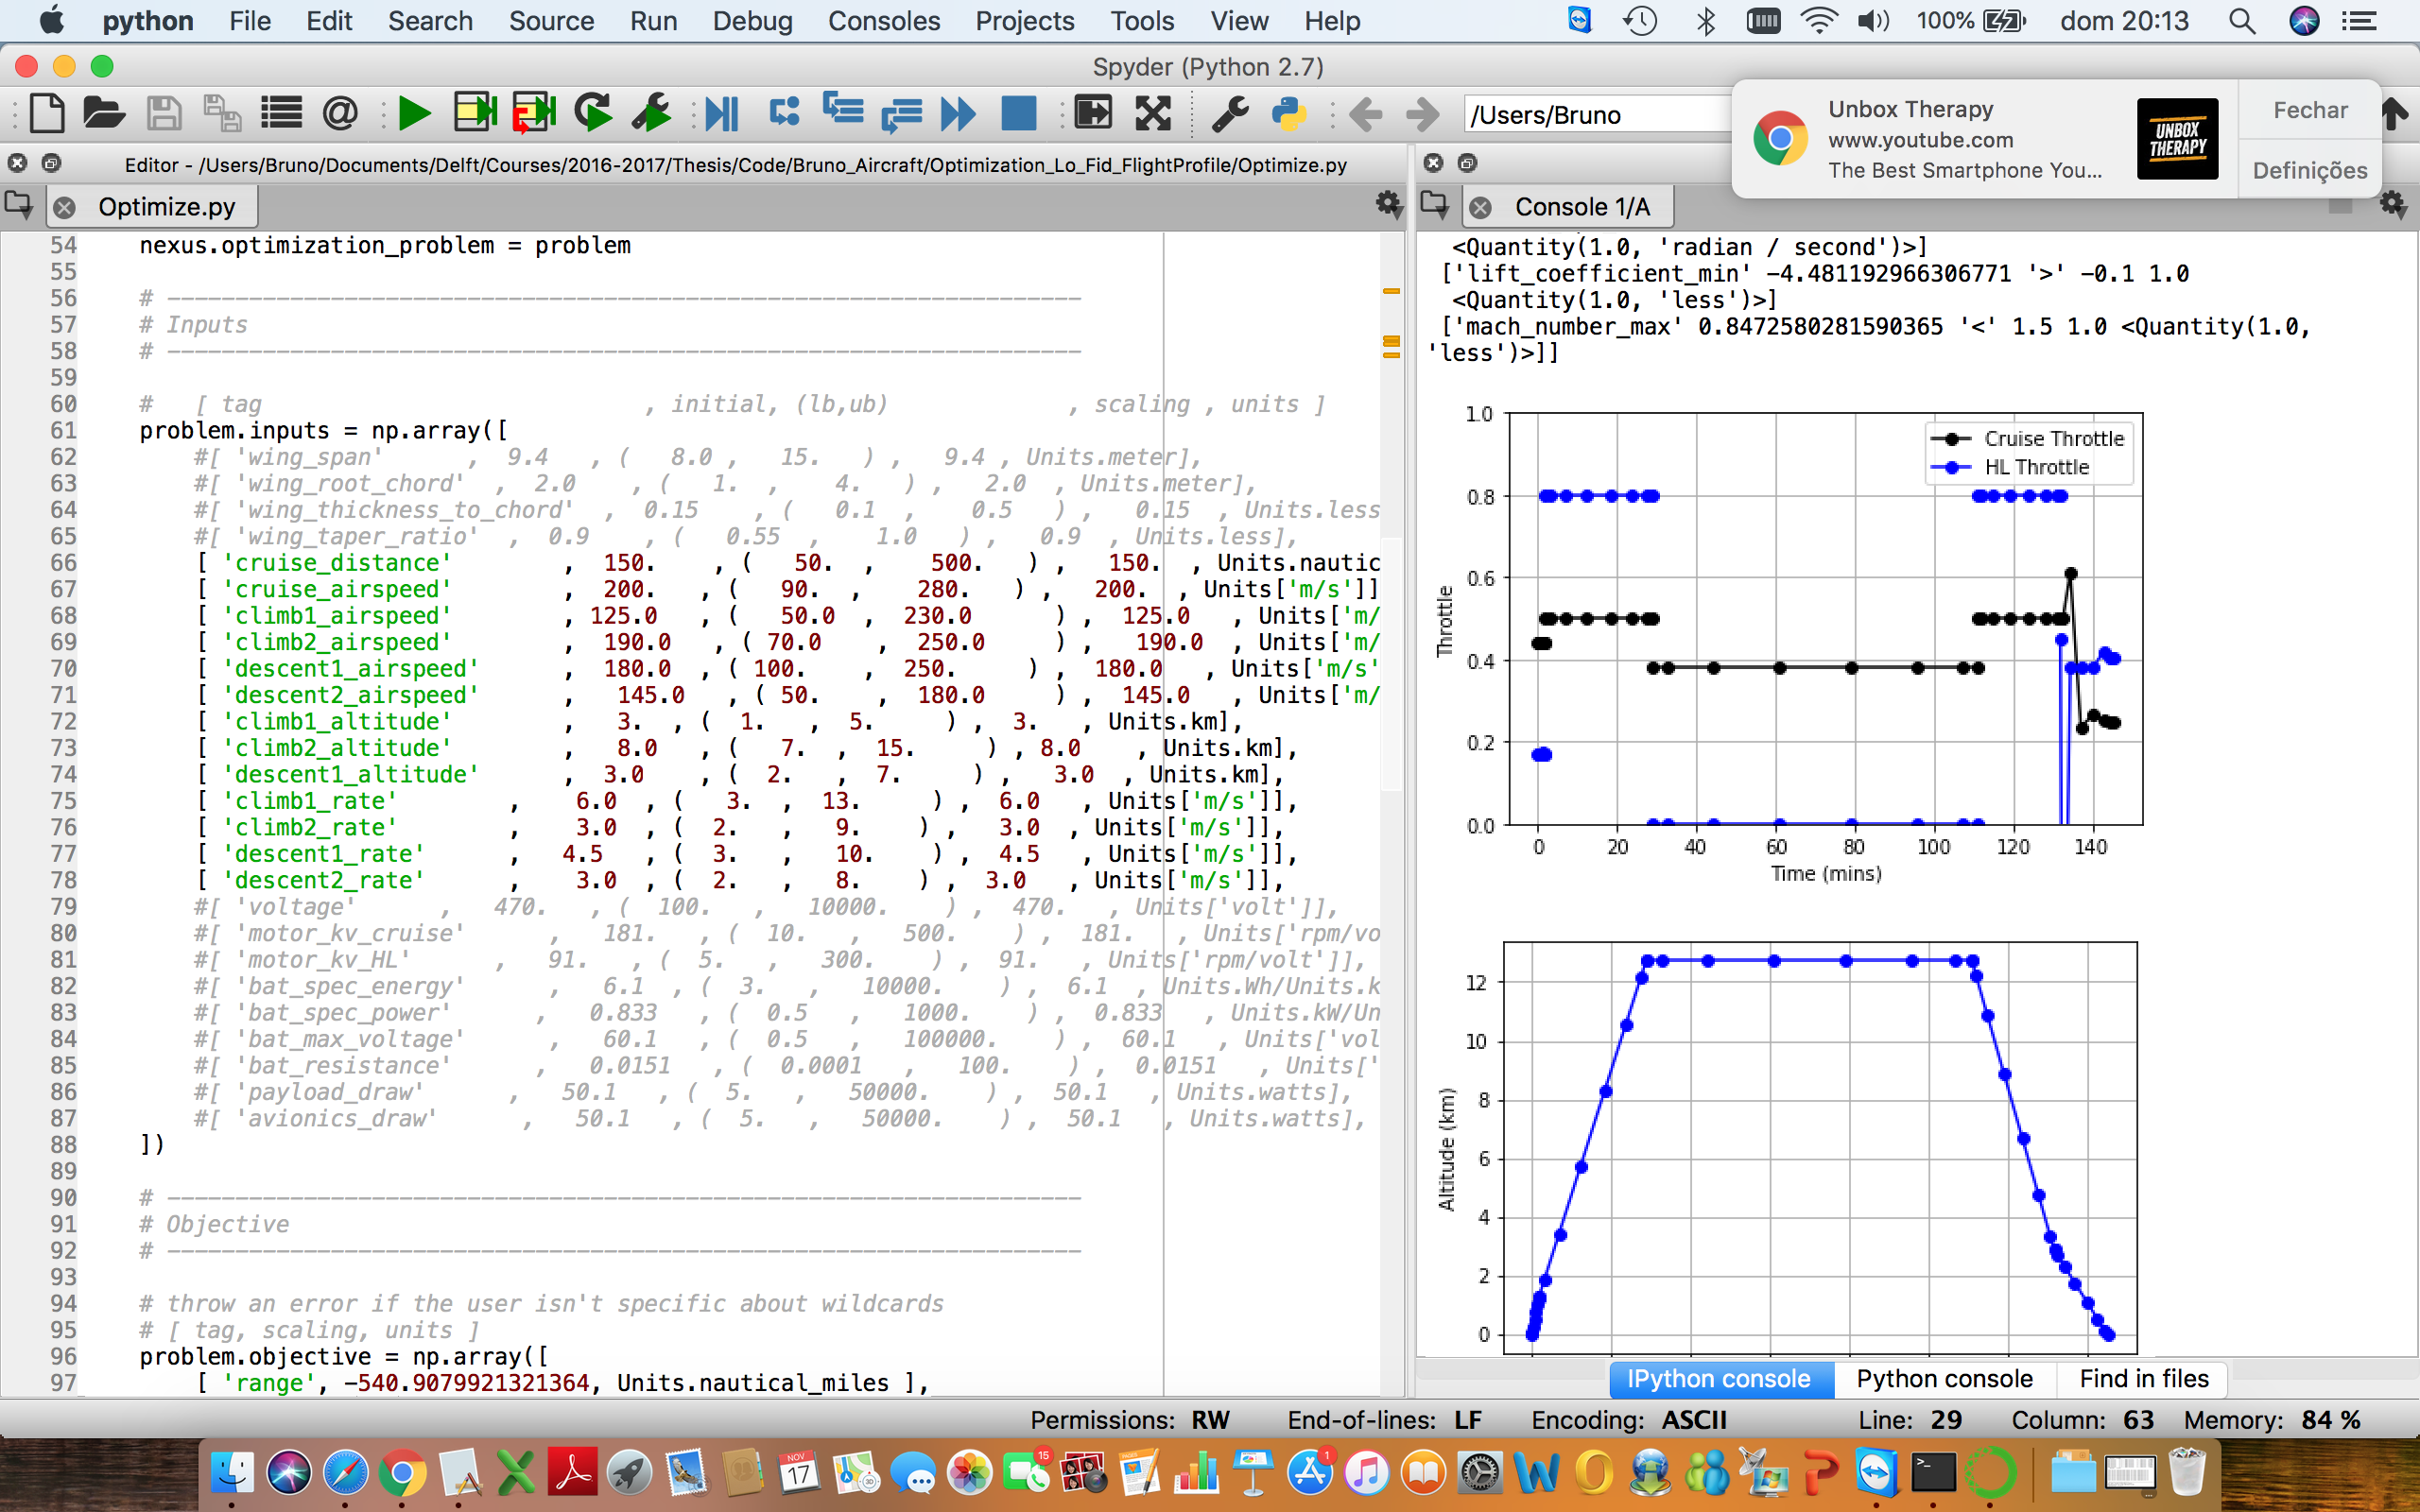 python File Edit Search Source Run Debug Consoles Projects Tools View Help 100% dom 20:13
Spyder (Python 2.7)
/Users/Bruno
Unbox Therapy
www.youtube.com
The Best Smartphone You...
UNBOX THERAPY
Fechar
Definições
Editor - /Users/Bruno/Documents/Delft/Courses/2016-2017/Thesis/Code/Bruno_Aircraft/Optimization_Lo_Fid_FlightProfile/Optimize.py
Optimize.py
54 nexus.optimization_problem = problem
55
56 # -------------------------------------------------------------------
57 # Inputs
58 # -------------------------------------------------------------------
59
60 # [ tag , initial, (lb,ub) , scaling , units ]
61 problem.inputs = np.array([
62 #[ 'wing_span' , 9.4 , ( 8.0 , 15. ) , 9.4 , Units.meter],
63 #[ 'wing_root_chord' , 2.0 , ( 1. , 4. ) , 2.0 , Units.meter],
64 #[ 'wing_thickness_to_chord' , 0.15 , ( 0.1 , 0.5 ) , 0.15 , Units.less
65 #[ 'wing_taper_ratio' , 0.9 , ( 0.55 , 1.0 ) , 0.9 , Units.less],
66 [ 'cruise_distance' , 150. , ( 50. , 500. ) , 150. , Units.nautic
67 [ 'cruise_airspeed' , 200. , ( 90. , 280. ) , 200. , Units['m/s']]
68 [ 'climb1_airspeed' , 125.0 , ( 50.0 , 230.0 ) , 125.0 , Units['m/
69 [ 'climb2_airspeed' , 190.0 , ( 70.0 , 250.0 ) , 190.0 , Units['m/
70 [ 'descent1_airspeed' , 180.0 , ( 100. , 250. ) , 180.0 , Units['m/s'
71 [ 'descent2_airspeed' , 145.0 , ( 50. , 180.0 ) , 145.0 , Units['m/
72 [ 'climb1_altitude' , 3. , ( 1. , 5. ) , 3. , Units.km],
73 [ 'climb2_altitude' , 8.0 , ( 7. , 15. ) , 8.0 , Units.km],
74 [ 'descent1_altitude' , 3.0 , ( 2. , 7. ) , 3.0 , Units.km],
75 [ 'climb1_rate' , 6.0 , ( 3. , 13. ) , 6.0 , Units['m/s']],
76 [ 'climb2_rate' , 3.0 , ( 2. , 9. ) , 3.0 , Units['m/s']],
77 [ 'descent1_rate' , 4.5 , ( 3. , 10. ) , 4.5 , Units['m/s']],
78 [ 'descent2_rate' , 3.0 , ( 2. , 8. ) , 3.0 , Units['m/s']],
79 #[ 'voltage' , 470. , ( 100. , 10000. ) , 470. , Units['volt']],
80 #[ 'motor_kv_cruise' , 181. , ( 10. , 500. ) , 181. , Units['rpm/vo
81 #[ 'motor_kv_HL' , 91. , ( 5. , 300. ) , 91. , Units['rpm/volt']],
82 #[ 'bat_spec_energy' , 6.1 , ( 3. , 10000. ) , 6.1 , Units.Wh/Units.k
83 #[ 'bat_spec_power' , 0.833 , ( 0.5 , 1000. ) , 0.833 , Units.kW/Un
84 #[ 'bat_max_voltage' , 60.1 , ( 0.5 , 100000. ) , 60.1 , Units['vol
85 #[ 'bat_resistance' , 0.0151 , ( 0.0001 , 100. ) , 0.0151 , Units['
86 #[ 'payload_draw' , 50.1 , ( 5. , 50000. ) , 50.1 , Units.watts],
87 #[ 'avionics_draw' , 50.1 , ( 5. , 50000. ) , 50.1 , Units.watts],
88 ])
89
90 # -------------------------------------------------------------------
91 # Objective
92 # -------------------------------------------------------------------
93
94 # throw an error if the user isn't specific about wildcards
95 # [ tag, scaling, units ]
96 problem.objective = np.array([
97 [ 'range', -540.9079921321364, Units.nautical_miles ],
Console 1/A
<Quantity(1.0, 'radian / second')>]
['lift_coefficient_min' -4.481192966306771 '>' -0.1 1.0
<Quantity(1.0, 'less')>]
['mach_number_max' 0.8472580281590365 '<' 1.5 1.0 <Quantity(1.0,
'less')>]]
1.0
0.8
0.6
0.4
0.2
0.0
Throttle
Cruise Throttle
HL Throttle
0 20 40 60 80 100 120 140
Time (mins)
12
10
8
6
4
2
0
Altitude (km)
IPython console Python console Find in files
Permissions: RW End-of-lines: LF Encoding: ASCII Line: 29 Column: 63 Memory: 84 %
NOV
17
15
1